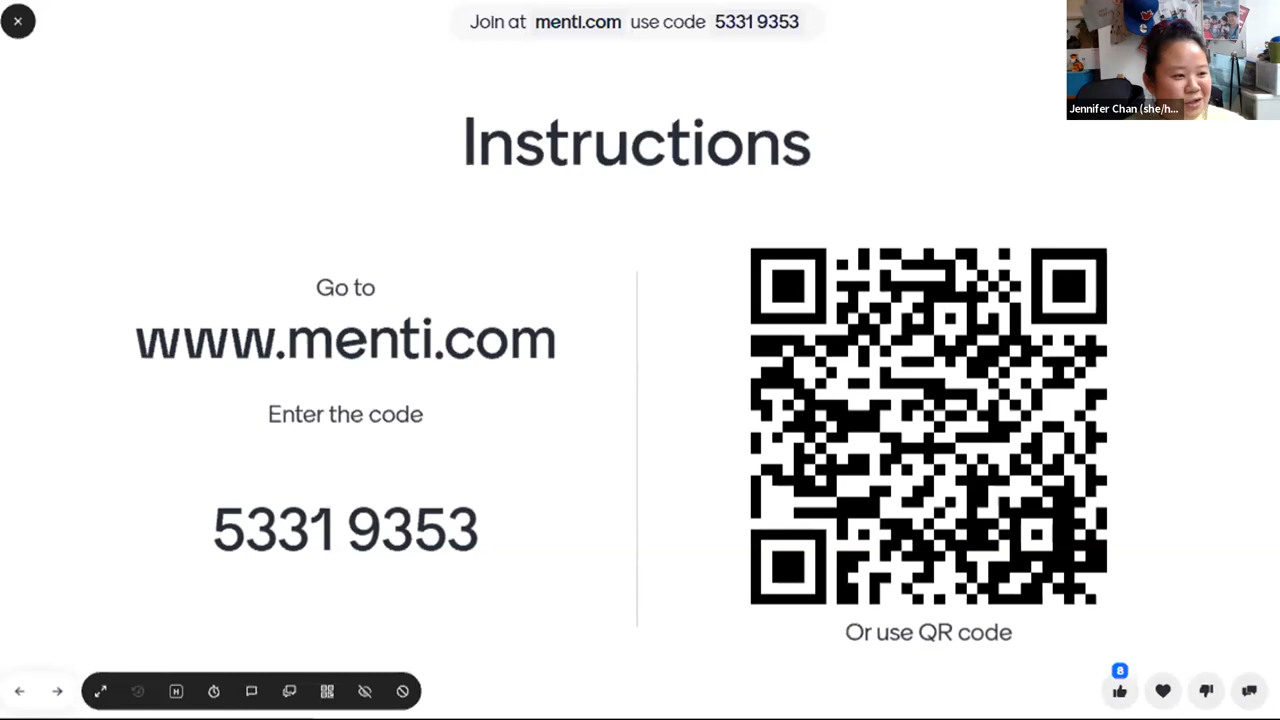 Join at menti.com use code 5331 9353
Jennifer Chan (she/h...
Instructions
Go to
www.menti.com
Enter the code
5331 9353
Or use QR code
8